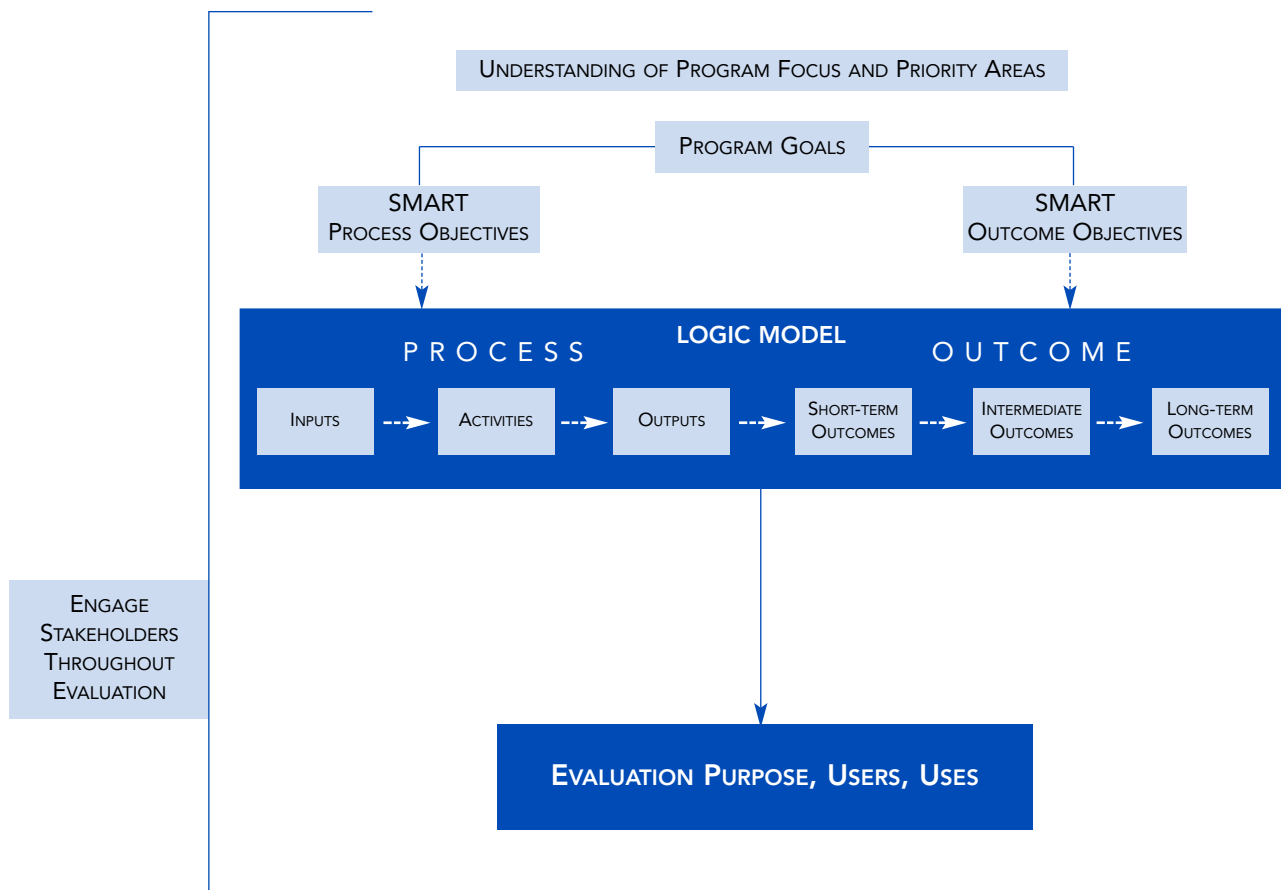 Understanding of Program Focus and Priority Areas
Program Goals
SMART
Process Objectives
SMART
Outcome Objectives
LOGIC MODEL
PROCESS
OUTCOME
Inputs
Activities
Outputs
Short-term
Outcomes
Intermediate
Outcomes
Long-term
Outcomes
Engage
Stakeholders
Throughout
Evaluation
Evaluation Purpose, Users, Uses